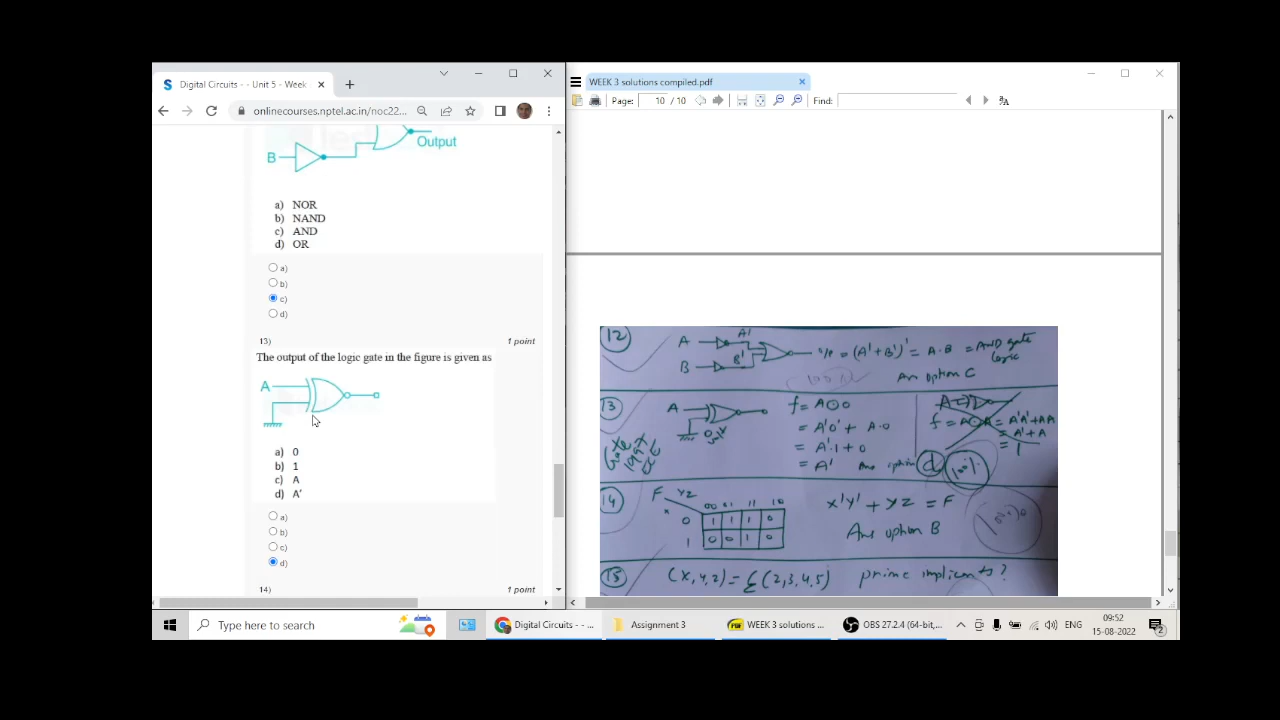 Digital Circuits - - Unit 5 - Week
onlinecourses.nptel.ac.in/noc22...
Output
B
a) NOR
b) NAND
c) AND
d) OR
a)
b)
c)
d)
13)
1 point
The output of the logic gate in the figure is given as
A
a) 0
b) 1
c) A
d) A'
a)
b)
c)
d)
14)
1 point
WEEK 3 solutions compiled.pdf
Page: 10 / 10
Find:
12
A A'
B B'
o/p = (A'+B')' = A.B = AND gate logic
Ans option C
13
A
f = A⊙0
= A'0' + A.0
= A'.1 + 0
= A' Ans option d
100%
Gate
f = A⊙A = A'A' + AA
= A' + A
= 1
14
F YZ
00 01 11 10
0 1 1 1 0
1 0 0 1 0
x'y' + yz = F
Ans option B
15
(x,y,z) = Σ(2,3,4,5) prime implicants?
Type here to search
Digital Circuits - - ...
Assignment 3
WEEK 3 solutions ...
OBS 27.2.4 (64-bit,...
ENG
09:52
15-08-2022
2